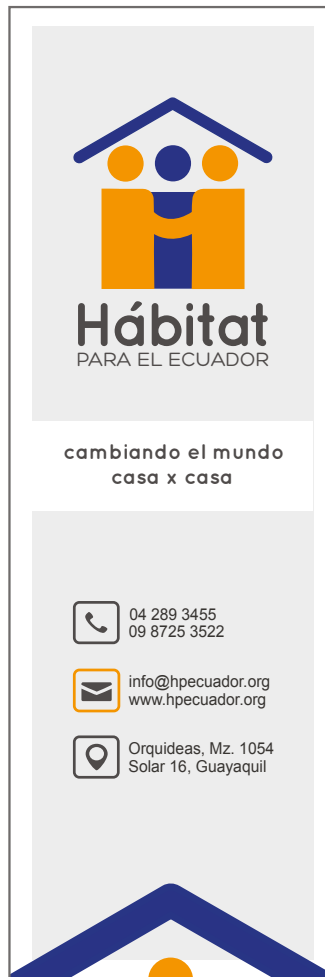 Hábitat
PARA EL ECUADOR
cambiando el mundo
casa x casa
04 289 3455
09 8725 3522
info@hpecuador.org
www.hpecuador.org
Orquideas, Mz. 1054
Solar 16, Guayaquil